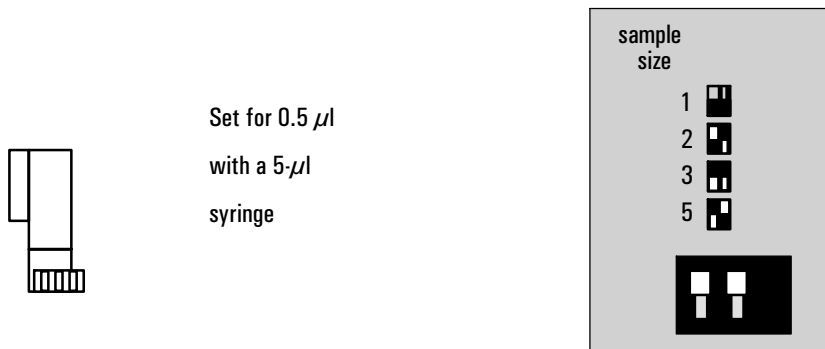 Set for 0.5 μl
with a 5-μl
syringe
sample
size
1
2
3
5